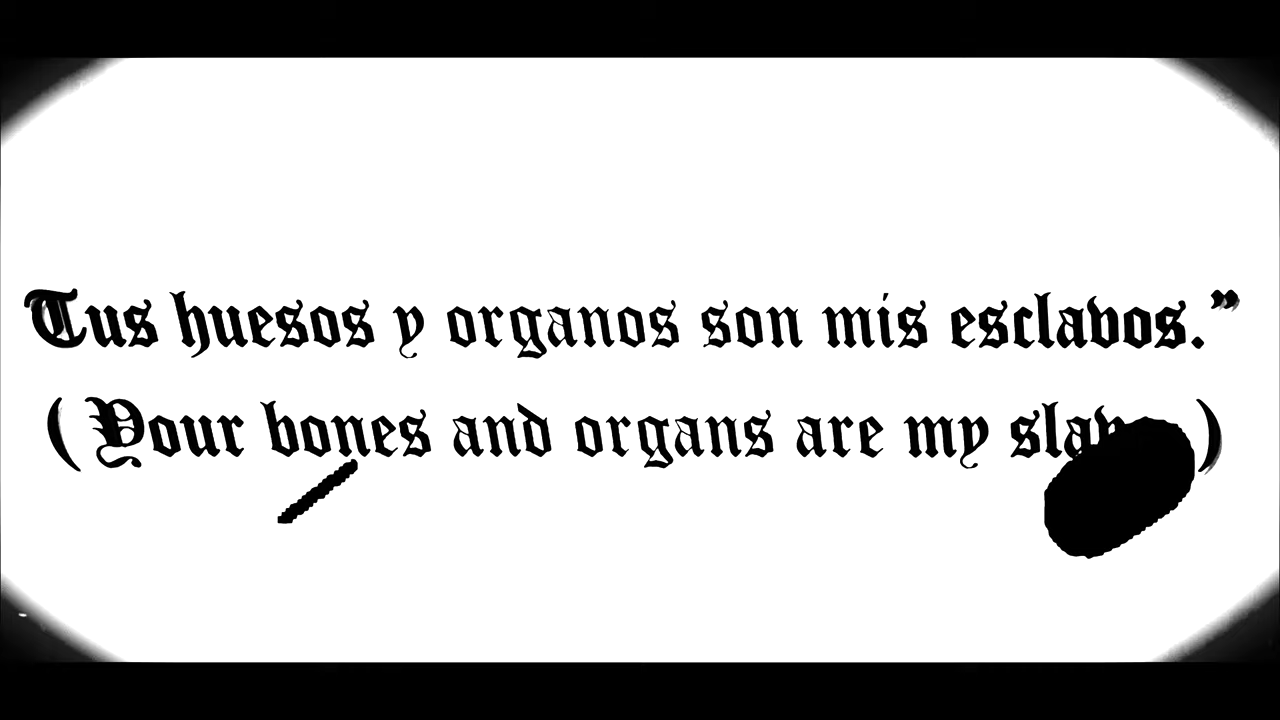 Tus huesos y organos son mis esclavos.”
( Your bones and organs are my )